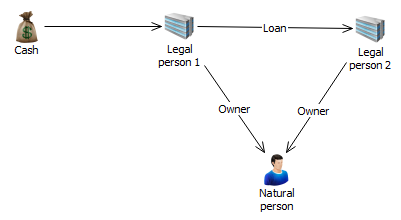 Cash
Legal
person 1
Loan
Legal
person 2
Owner
Owner
Natural
person